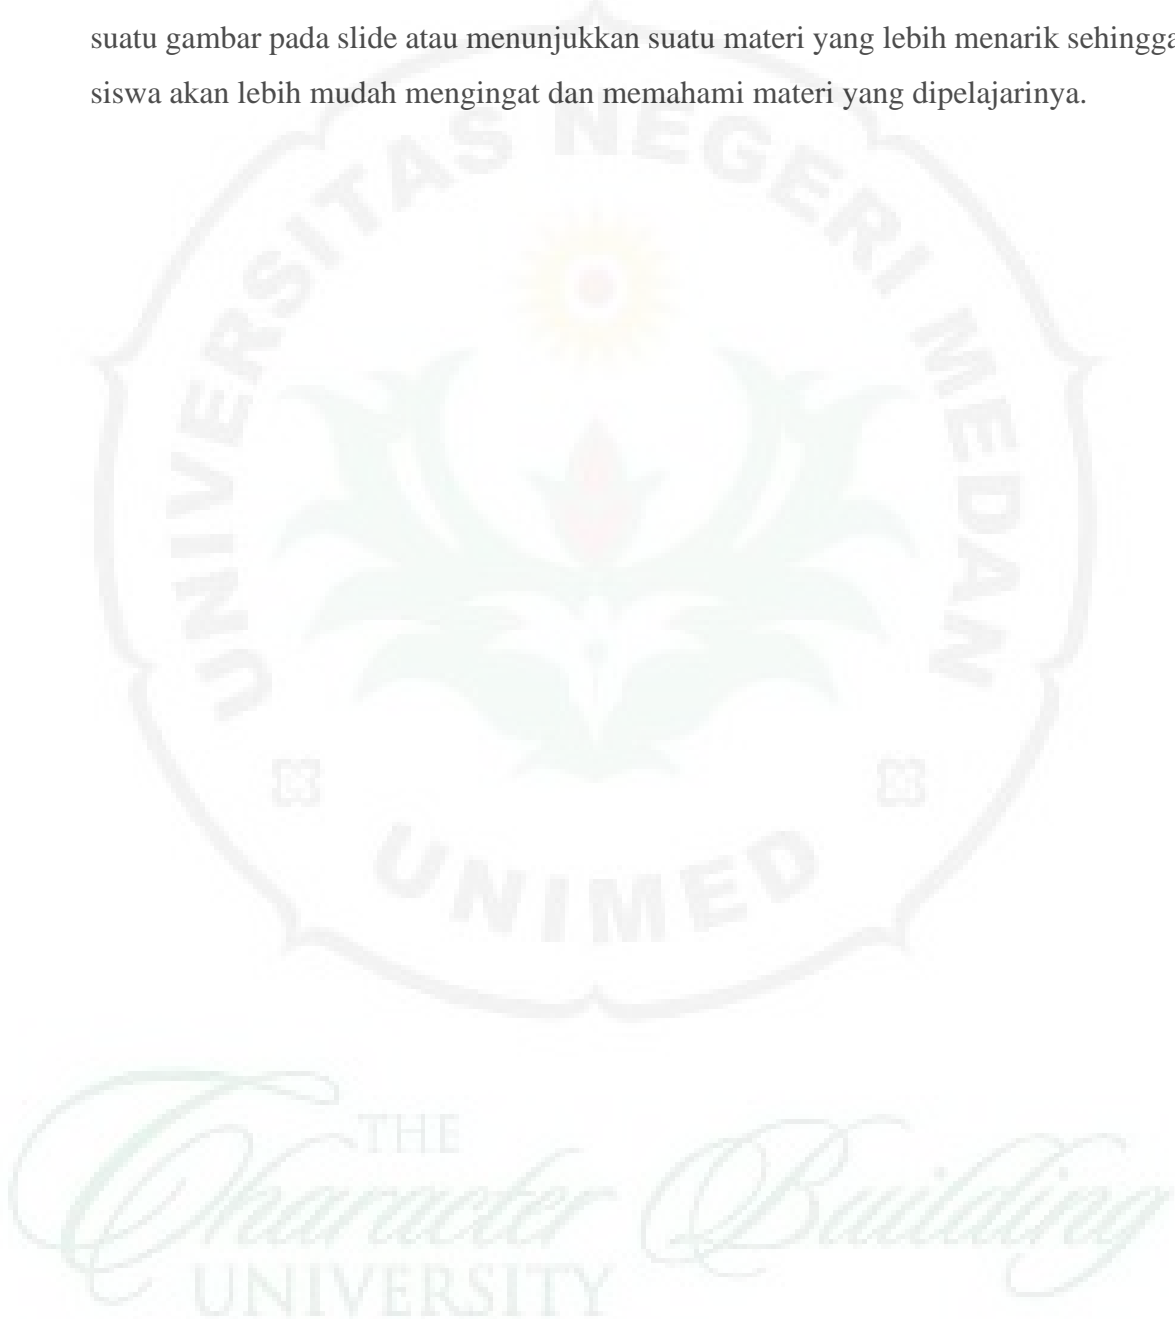 suatu gambar pada slide atau menunjukkan suatu materi yang lebih menarik sehingga
siswa akan lebih mudah mengingat dan memahami materi yang dipelajarinya.
UNIVERSITAS NEGERI MEDAN
UNIMED
THE
Character Building
UNIVERSITY